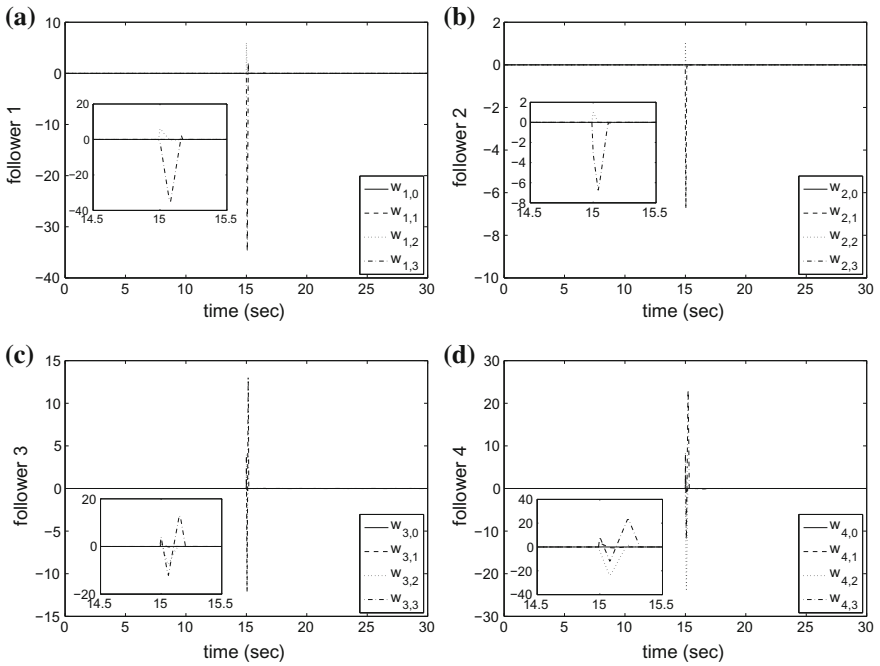 (a)
10
0
−10
−20
−30
−40
follower 1
20
0
−20
−40
14.5 15 15.5
w1,0
w1,1
w1,2
w1,3
0 5 10 15 20 25 30
time (sec)
(b)
2
0
−2
−4
−6
−8
−10
follower 2
2
0
−2
−4
−6
−8
14.5 15 15.5
w2,0
w2,1
w2,2
w2,3
0 5 10 15 20 25 30
time (sec)
(c)
15
10
5
0
−5
−10
−15
follower 3
20
0
−20
14.5 15 15.5
w3,0
w3,1
w3,2
w3,3
0 5 10 15 20 25 30
time (sec)
(d)
30
20
10
0
−10
−20
−30
follower 4
40
20
0
−20
−40
14.5 15 15.5
w4,0
w4,1
w4,2
w4,3
0 5 10 15 20 25 30
time (sec)